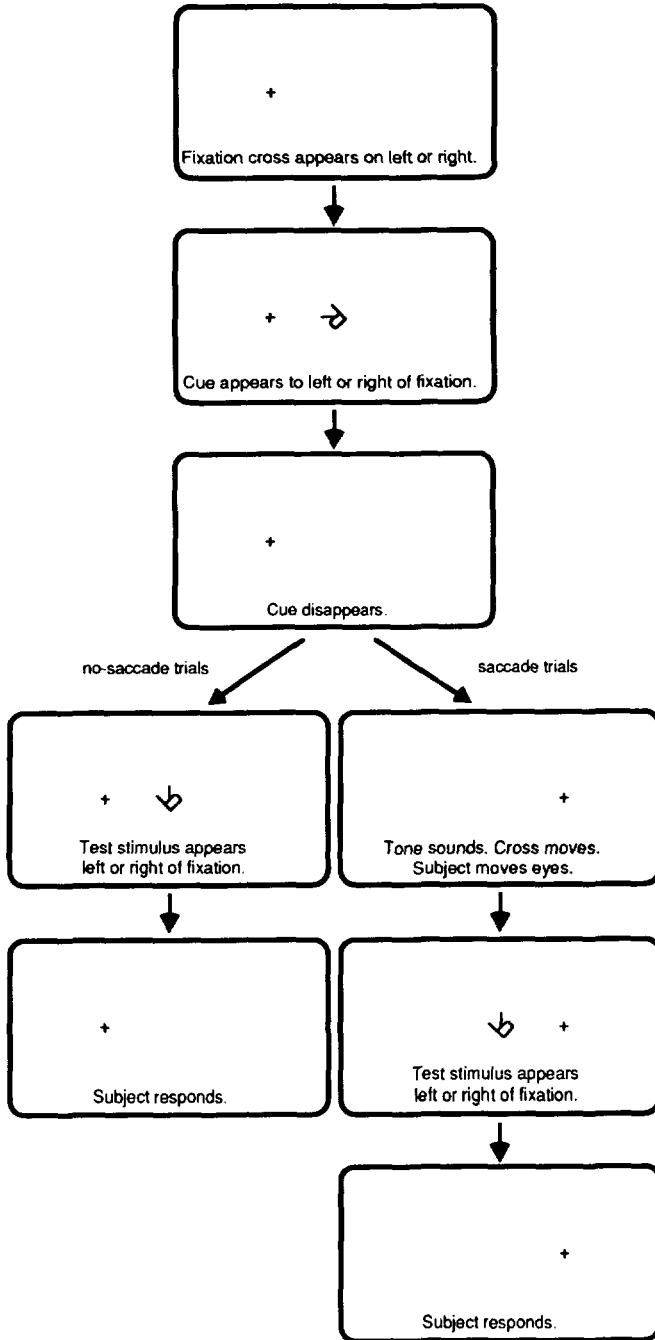 Fixation cross appears on left or right.
Cue appears to left or right of fixation.
Cue disappears.
no-saccade trials
saccade trials
Test stimulus appears
left or right of fixation.
Tone sounds. Cross moves.
Subject moves eyes.
Subject responds.
Test stimulus appears
left or right of fixation.
Subject responds.